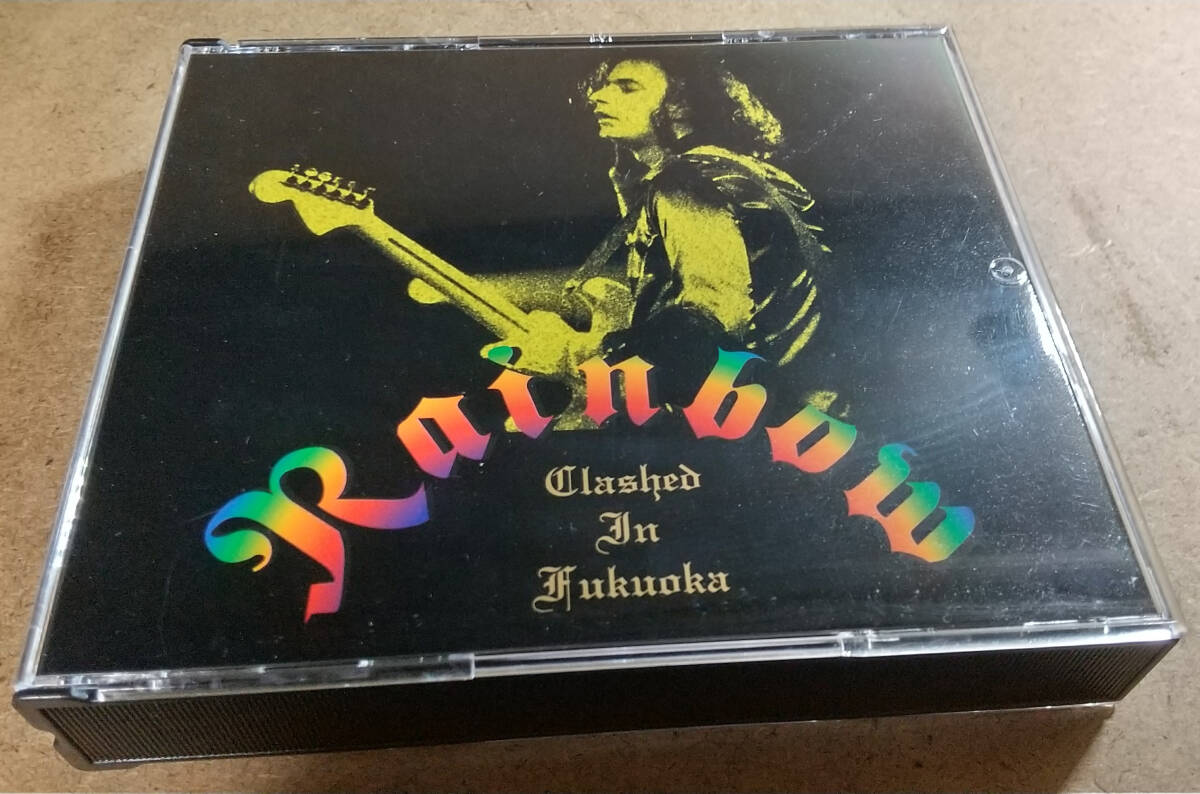 Rainbow
Clashed
In
Fukuoka